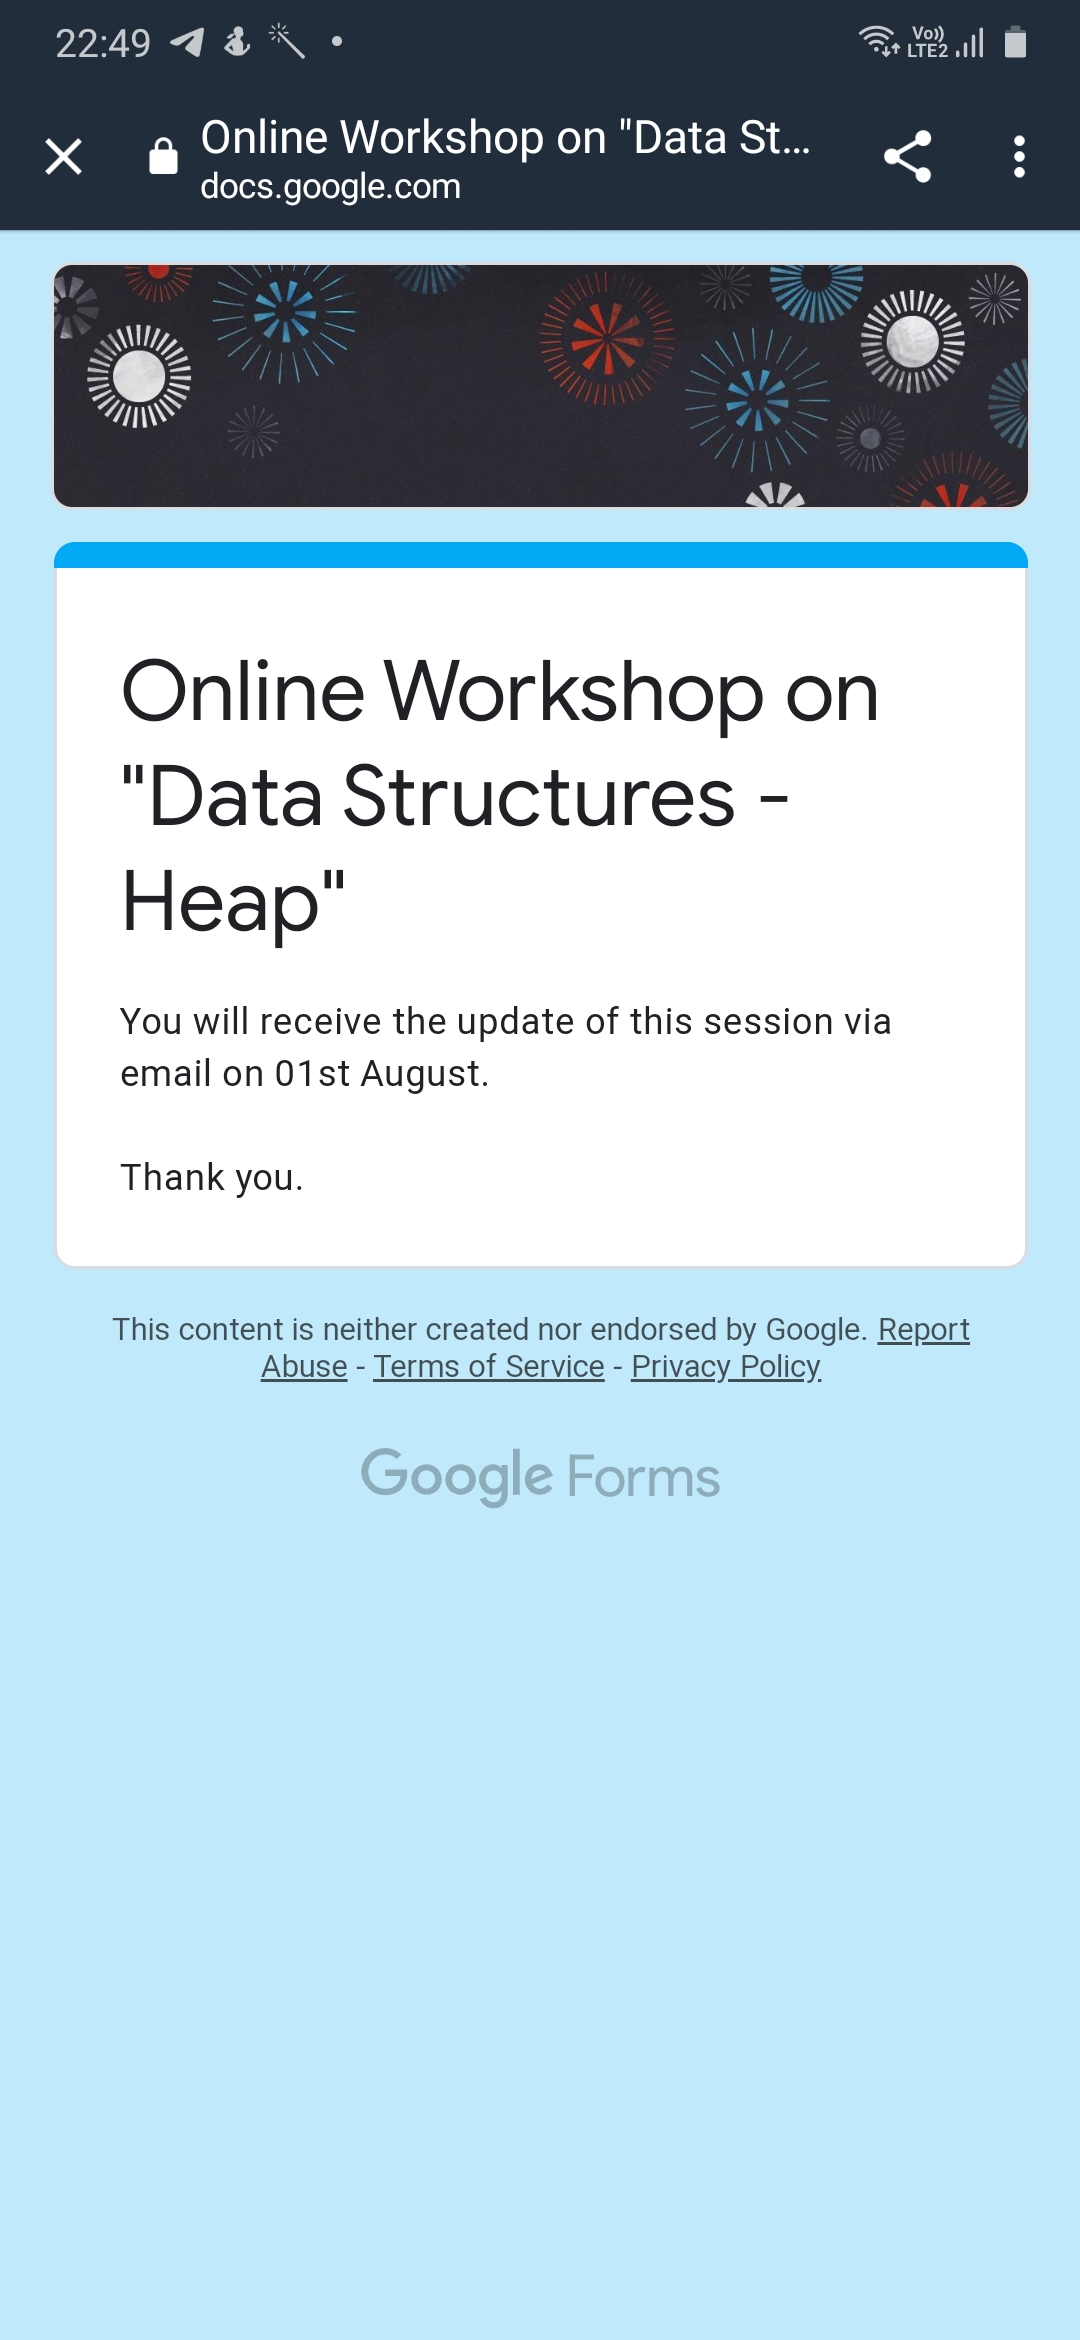 22:49
Vo))
LTE2
Online Workshop on "Data St...
docs.google.com
Online Workshop on
"Data Structures -
Heap"
You will receive the update of this session via
email on 01st August.
Thank you.
This content is neither created nor endorsed by Google. Report
Abuse - Terms of Service - Privacy Policy
Google Forms